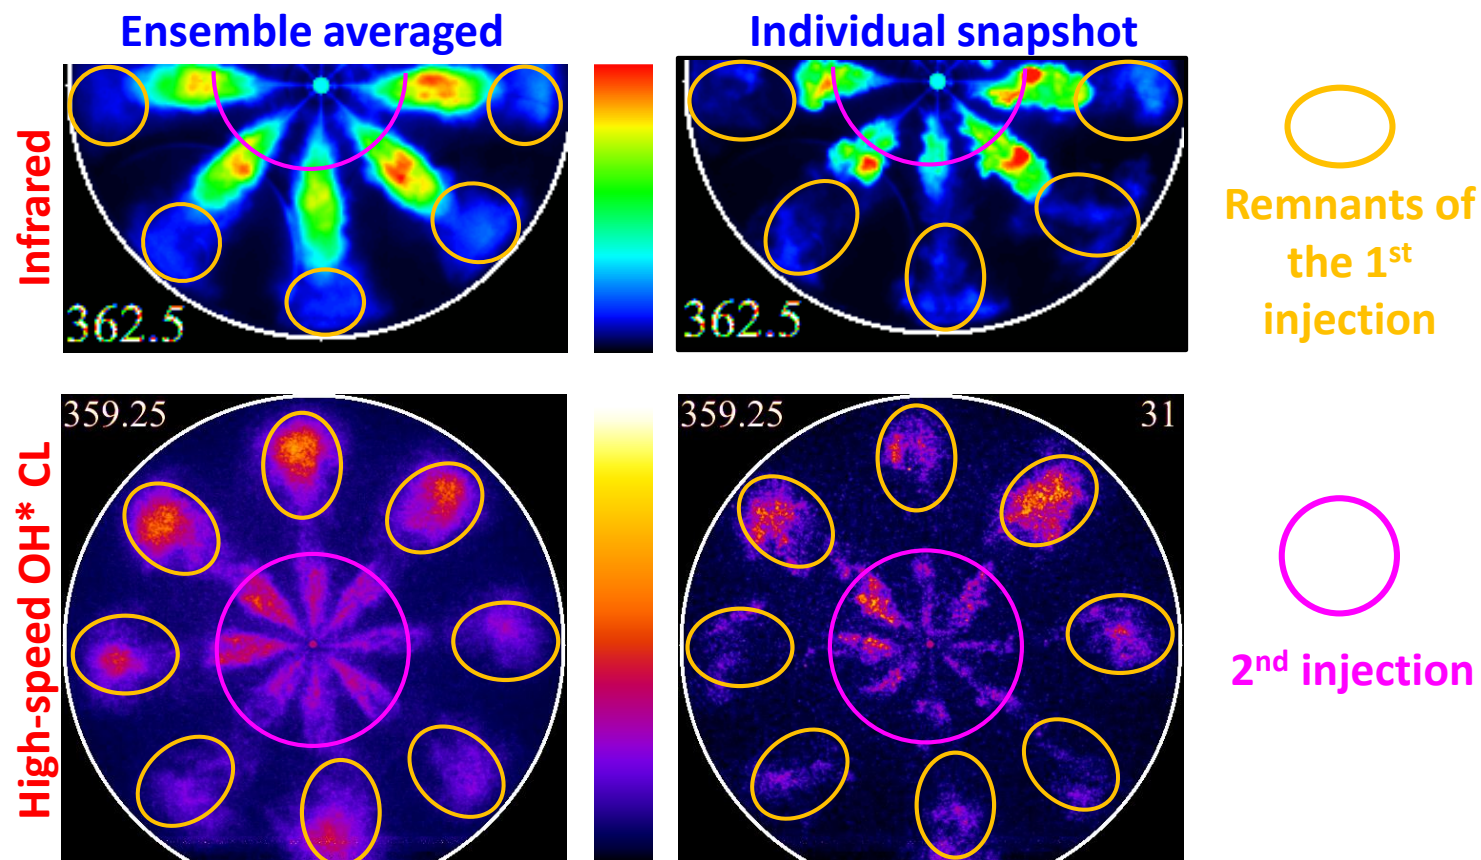 Ensemble averaged
Individual snapshot
Infrared
362.5
362.5
Remnants of
the 1st
injection
High-speed OH* CL
359.25
359.25
31
2nd injection